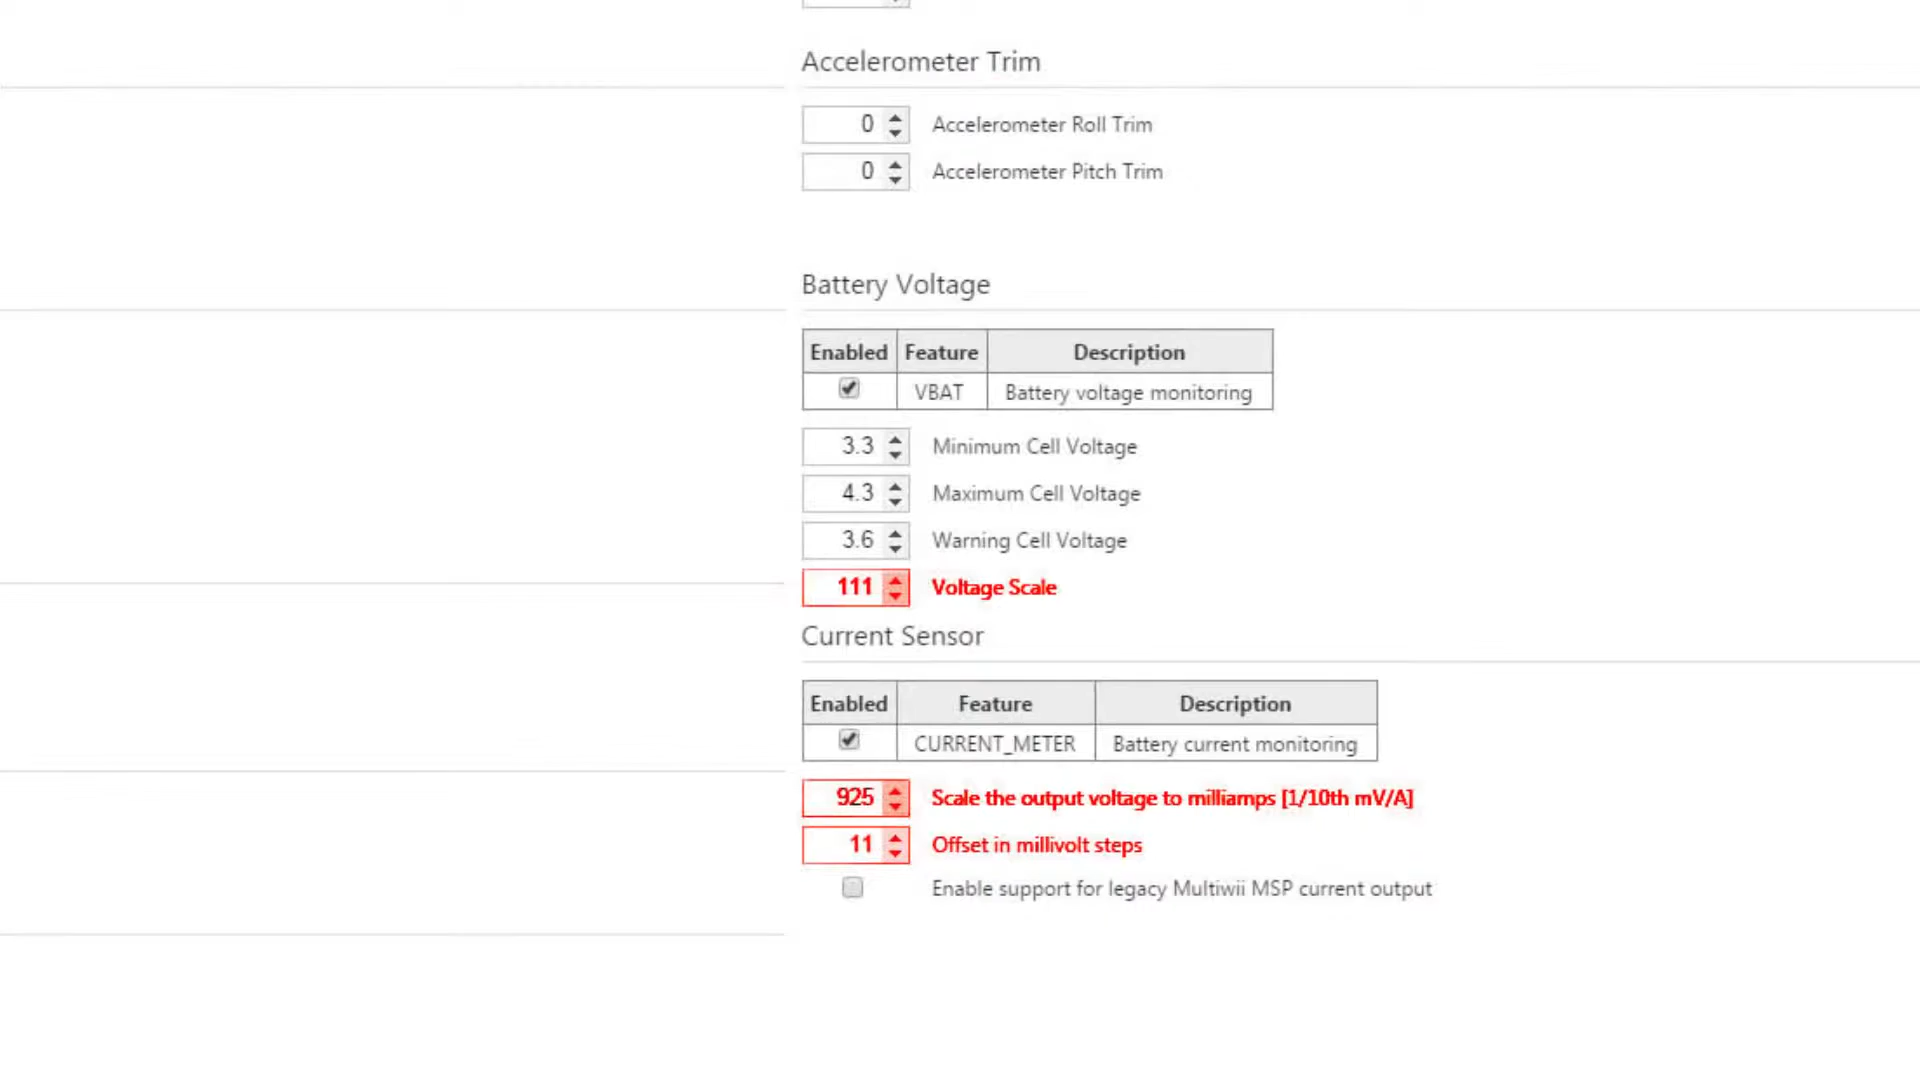 Accelerometer Trim
0 Accelerometer Roll Trim
0 Accelerometer Pitch Trim
Battery Voltage
Enabled Feature Description
VBAT Battery voltage monitoring
3.3 Minimum Cell Voltage
4.3 Maximum Cell Voltage
3.6 Warning Cell Voltage
111 Voltage Scale
Current Sensor
Enabled Feature Description
CURRENT_METER Battery current monitoring
925 Scale the output voltage to milliamps [1/10th mV/A]
11 Offset in millivolt steps
Enable support for legacy Multiwii MSP current output